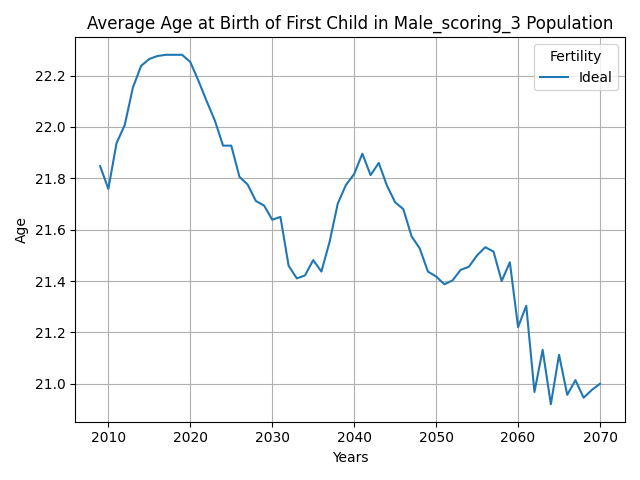 Average Age at Birth of First Child in Male_scoring_3 Population
Fertility
Ideal
Age
22.2
22.0
21.8
21.6
21.4
21.2
21.0
2010 2020 2030 2040 2050 2060 2070
Years